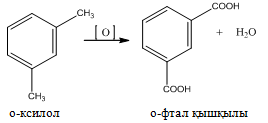 CH₃
CH₃
[ O ]
COOH
COOH
+ H₂O
о-ксилол
о-фтал қышқылы